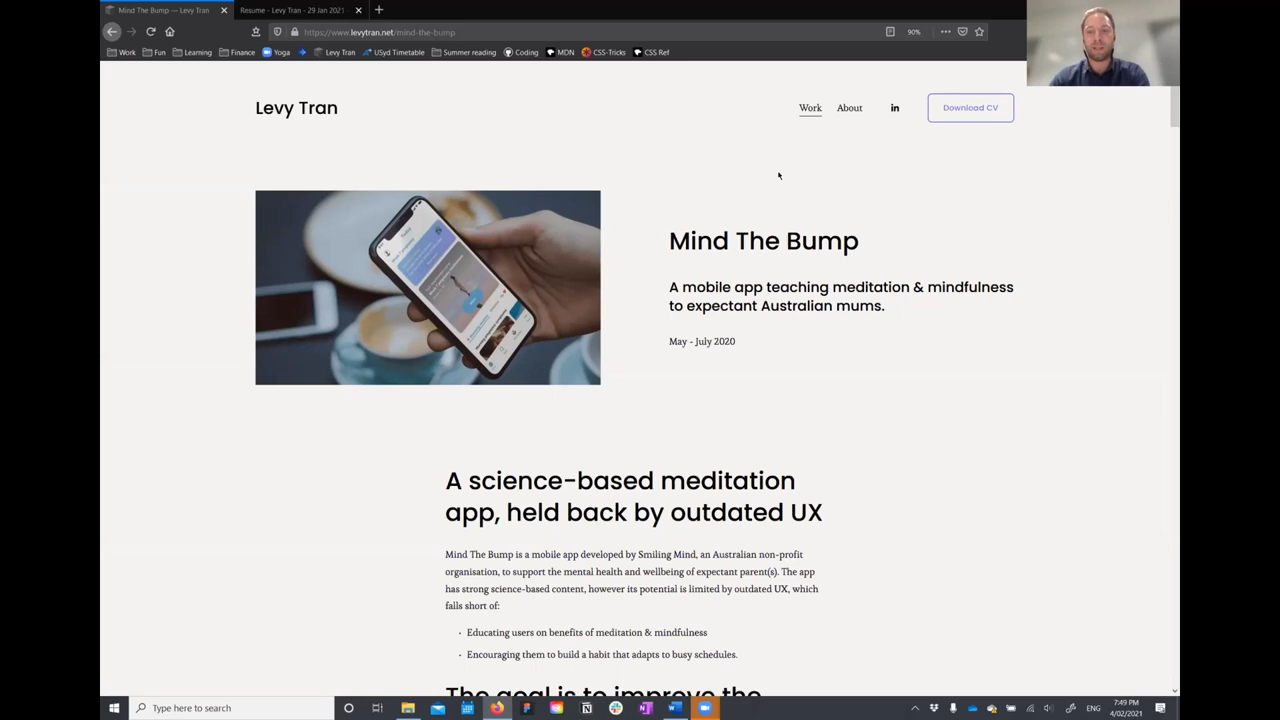 Mind The Bump — Levy Tran
Resume - Levy Tran - 29 Jan 2021
https://www.levytran.net/mind-the-bump
90%
Work
Fun
Learning
Finance
Yoga
Levy Tran
USyd Timetable
Summer reading
Coding
MDN
CSS-Tricks
CSS Ref
Levy Tran
Work
About
in
Download CV
Mind The Bump
A mobile app teaching meditation & mindfulness
to expectant Australian mums.
May - July 2020
A science-based meditation
app, held back by outdated UX
Mind The Bump is a mobile app developed by Smiling Mind, an Australian non-profit
organisation, to support the mental health and wellbeing of expectant parent(s). The app
has strong science-based content, however its potential is limited by outdated UX, which
falls short of:
· Educating users on benefits of meditation & mindfulness
· Encouraging them to build a habit that adapts to busy schedules.
The goal is to improve the
Type here to search
ENG
7:49 PM
4/02/2021